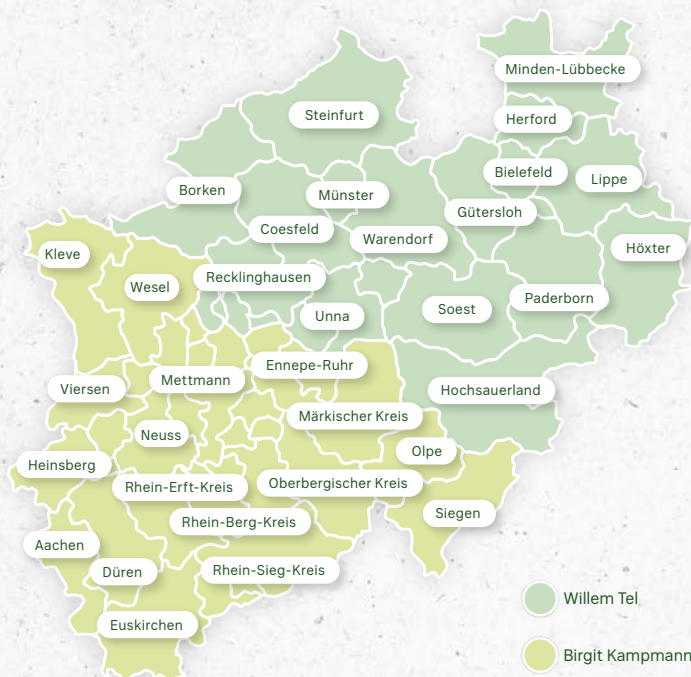 Minden-Lübbecke
Steinfurt
Herford
Bielefeld
Lippe
Borken
Münster
Gütersloh
Coesfeld
Warendorf
Höxter
Kleve
Recklinghausen
Wesel
Paderborn
Soest
Unna
Ennepe-Ruhr
Mettmann
Viersen
Hochsauerland
Märkischer Kreis
Neuss
Olpe
Heinsberg
Oberbergischer Kreis
Rhein-Erft-Kreis
Siegen
Rhein-Berg-Kreis
Aachen
Düren
Rhein-Sieg-Kreis
Willem Tel
Euskirchen
Birgit Kampmann